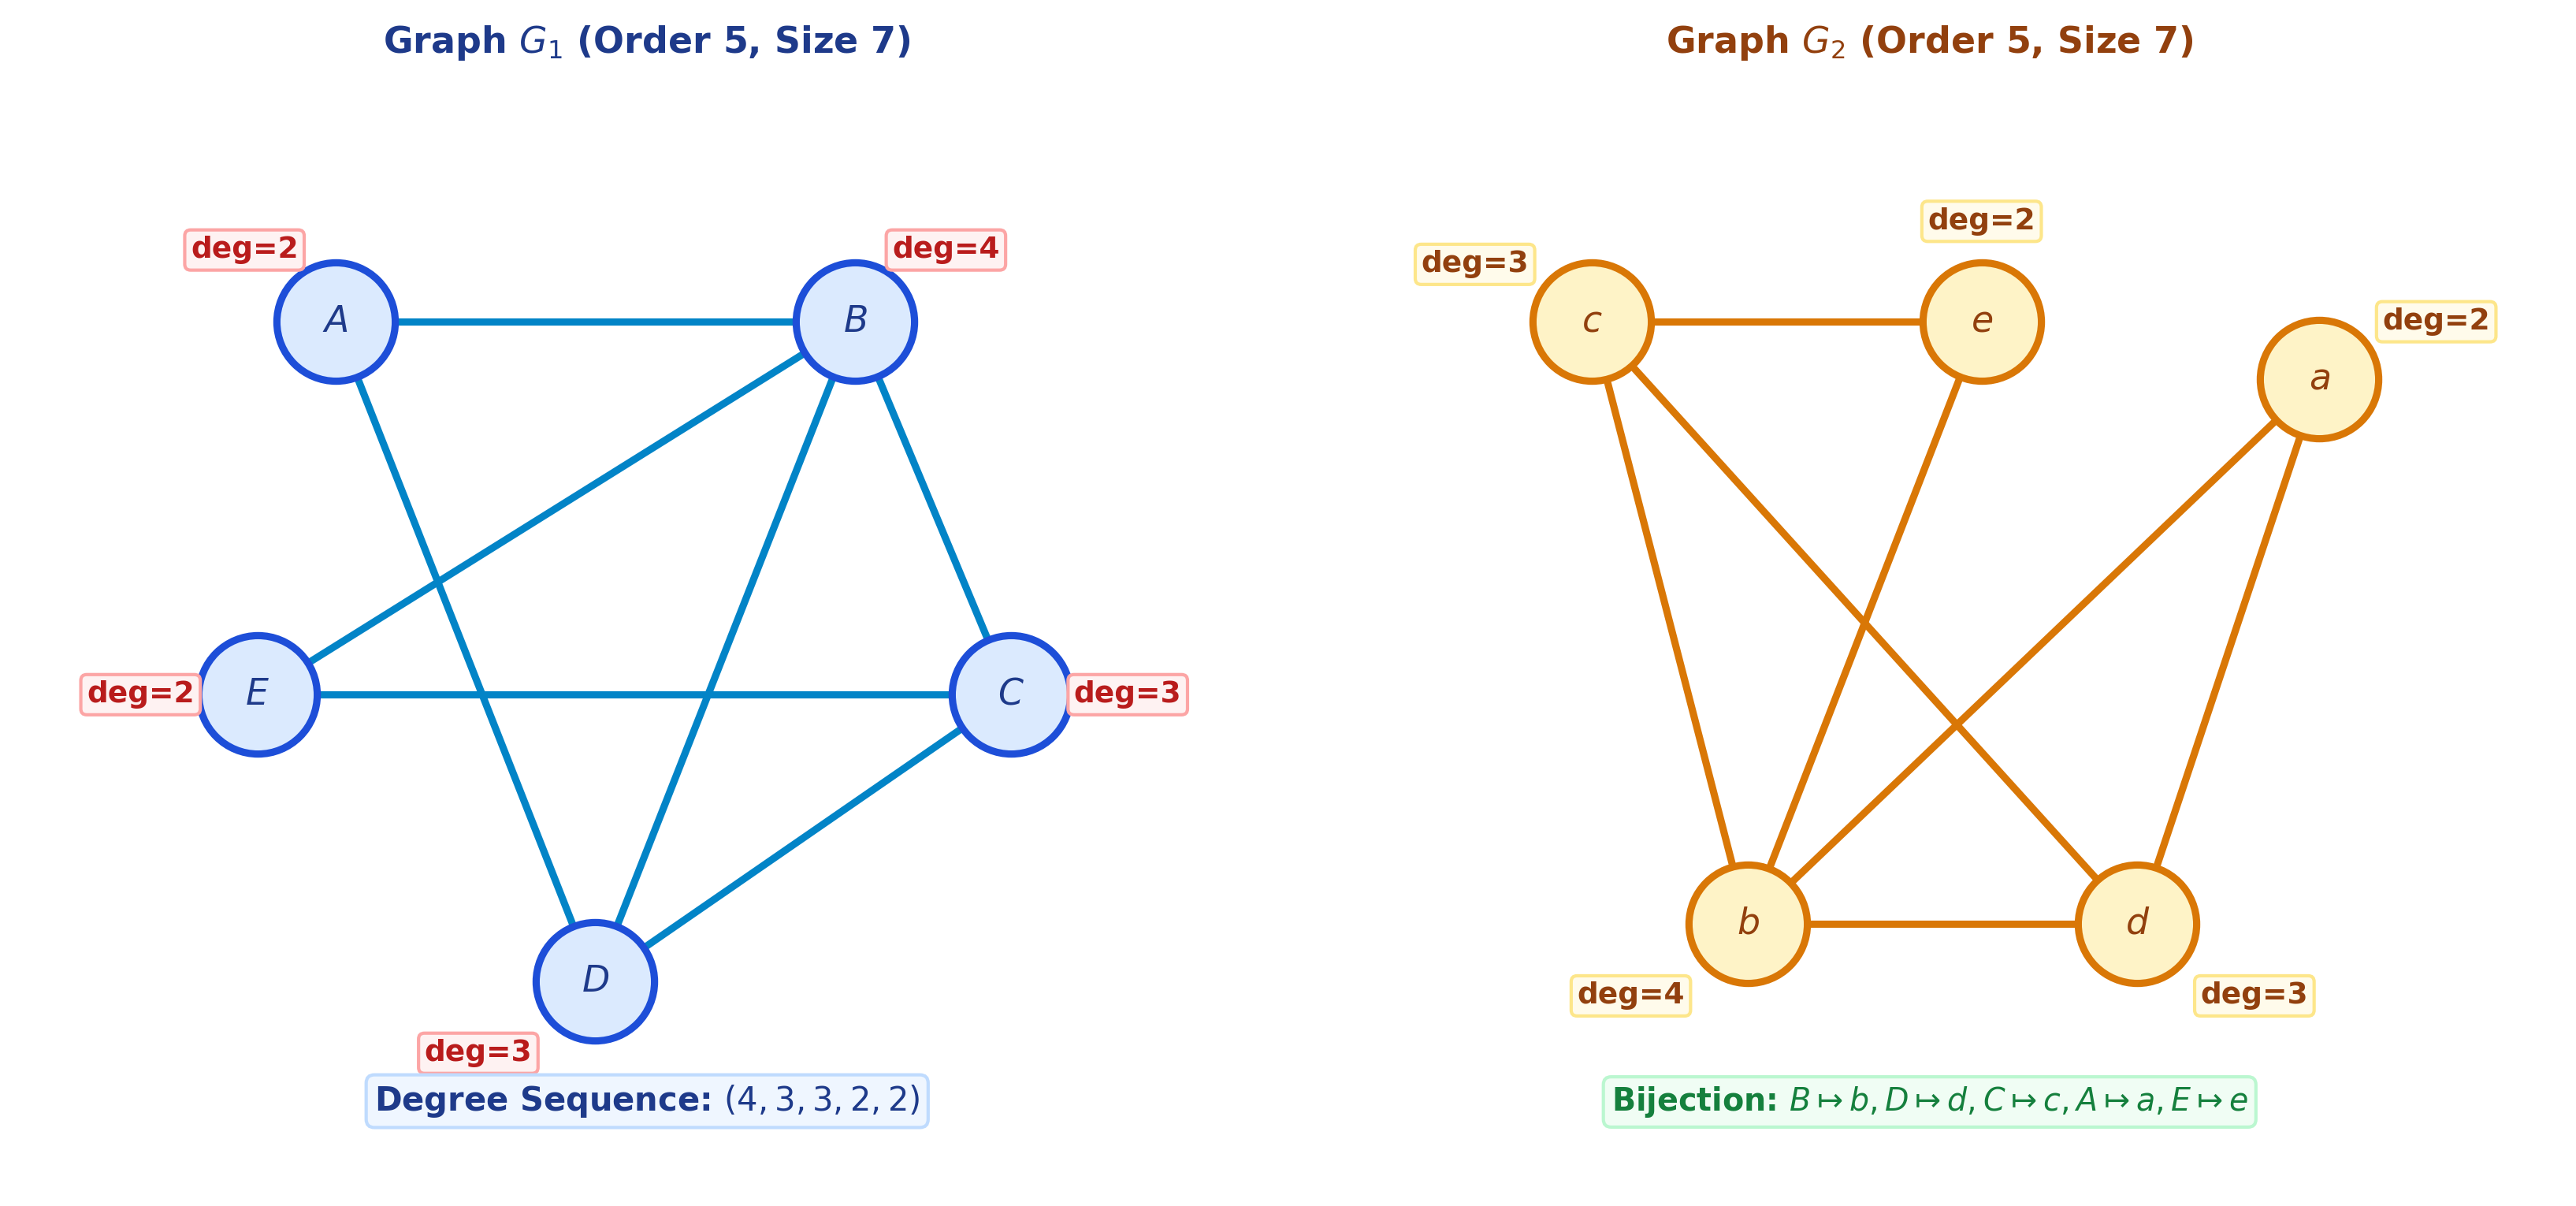 Graph G₁ (Order 5, Size 7)
deg=2
deg=4
A
B
E
C
deg=2
deg=3
D
deg=3
Degree Sequence: (4, 3, 3, 2, 2)
Graph G₂ (Order 5, Size 7)
deg=2
deg=3
c
e
deg=2
a
b
d
deg=4
deg=3
Bijection: B ↦ b, D ↦ d, C ↦ c, A ↦ a, E ↦ e